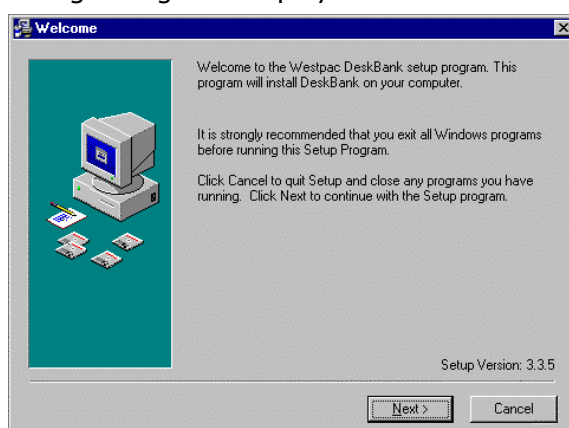 Welcome
Welcome to the Westpac DeskBank setup program. This
program will install DeskBank on your computer.
It is strongly recommended that you exit all Windows programs
before running this Setup Program.
Click Cancel to quit Setup and close any programs you have
running. Click Next to continue with the Setup program.
Setup Version: 3.3.5
Next >
Cancel